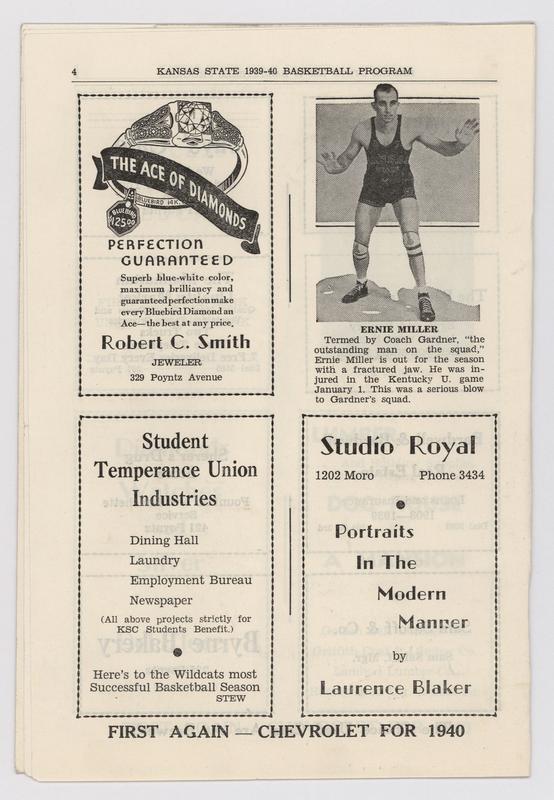 4
KANSAS STATE 1939-40 BASKETBALL PROGRAM
THE ACE OF DIAMONDS
BLUEBIRD 14K.
BLUEBIRD
$125.00
PERFECTION
GUARANTEED
Superb blue-white color,
maximum brilliancy and
guaranteed perfection make
every Bluebird Diamond an
Ace—the best at any price.
Robert C. Smith
JEWELER
329 Poyntz Avenue
ERNIE MILLER
Termed by Coach Gardner, "the
outstanding man on the squad,"
Ernie Miller is out for the season
with a fractured jaw. He was in-
jured in the Kentucky U. game
January 1. This was a serious blow
to Gardner's squad.
Student
Temperance Union
Industries
Dining Hall
Laundry
Employment Bureau
Newspaper
(All above projects strictly for
KSC Students Benefit.)
Here's to the Wildcats most
Successful Basketball Season
STEW
Studio Royal
1202 Moro Phone 3434
Portraits
In The
Modern
Manner
by
Laurence Blaker
FIRST AGAIN — CHEVROLET FOR 1940